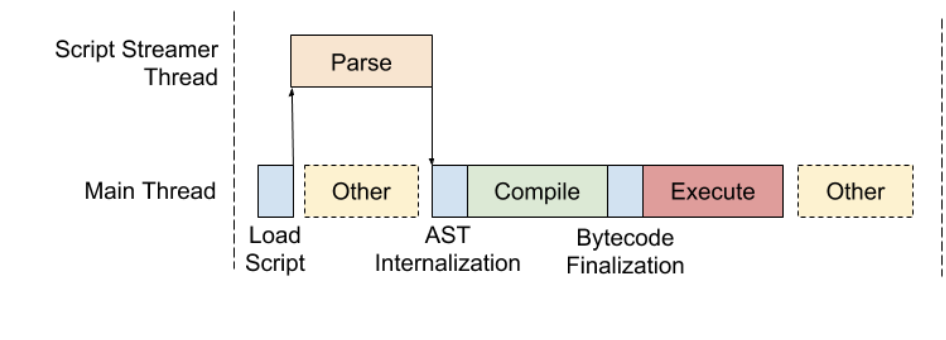 Script Streamer
Thread
Parse
Main Thread
Other
Compile
Execute
Other
Load
Script
AST
Internalization
Bytecode
Finalization